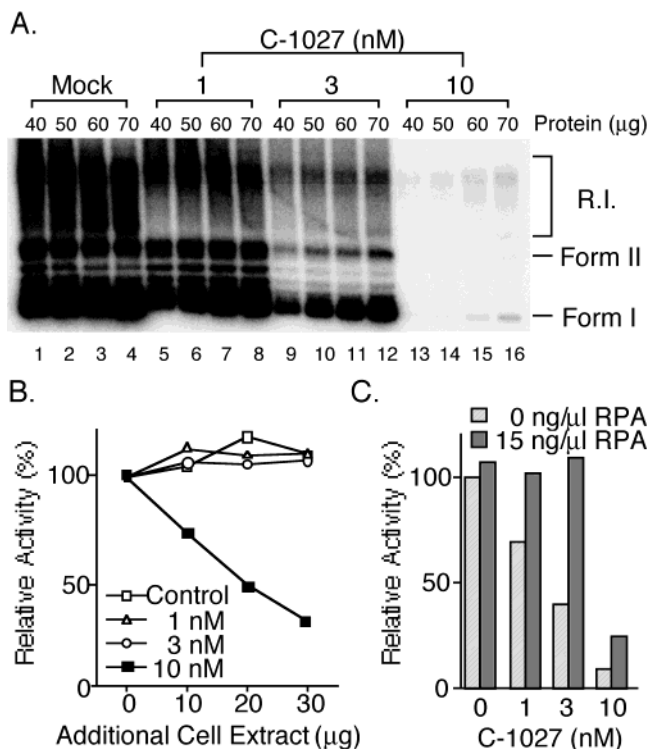 A.
C-1027 (nM)
Mock 1 3 10
40 50 60 70 40 50 60 70 40 50 60 70 40 50 60 70 Protein (μg)
R.I.
Form II
Form I
1 2 3 4 5 6 7 8 9 10 11 12 13 14 15 16
B.
Relative Activity (%)
100
50
0
Control
1 nM
3 nM
10 nM
0 10 20 30
Additional Cell Extract (μg)
C.
0 ng/μl RPA
15 ng/μl RPA
Relative Activity (%)
100
50
0
0 1 3 10
C-1027 (nM)